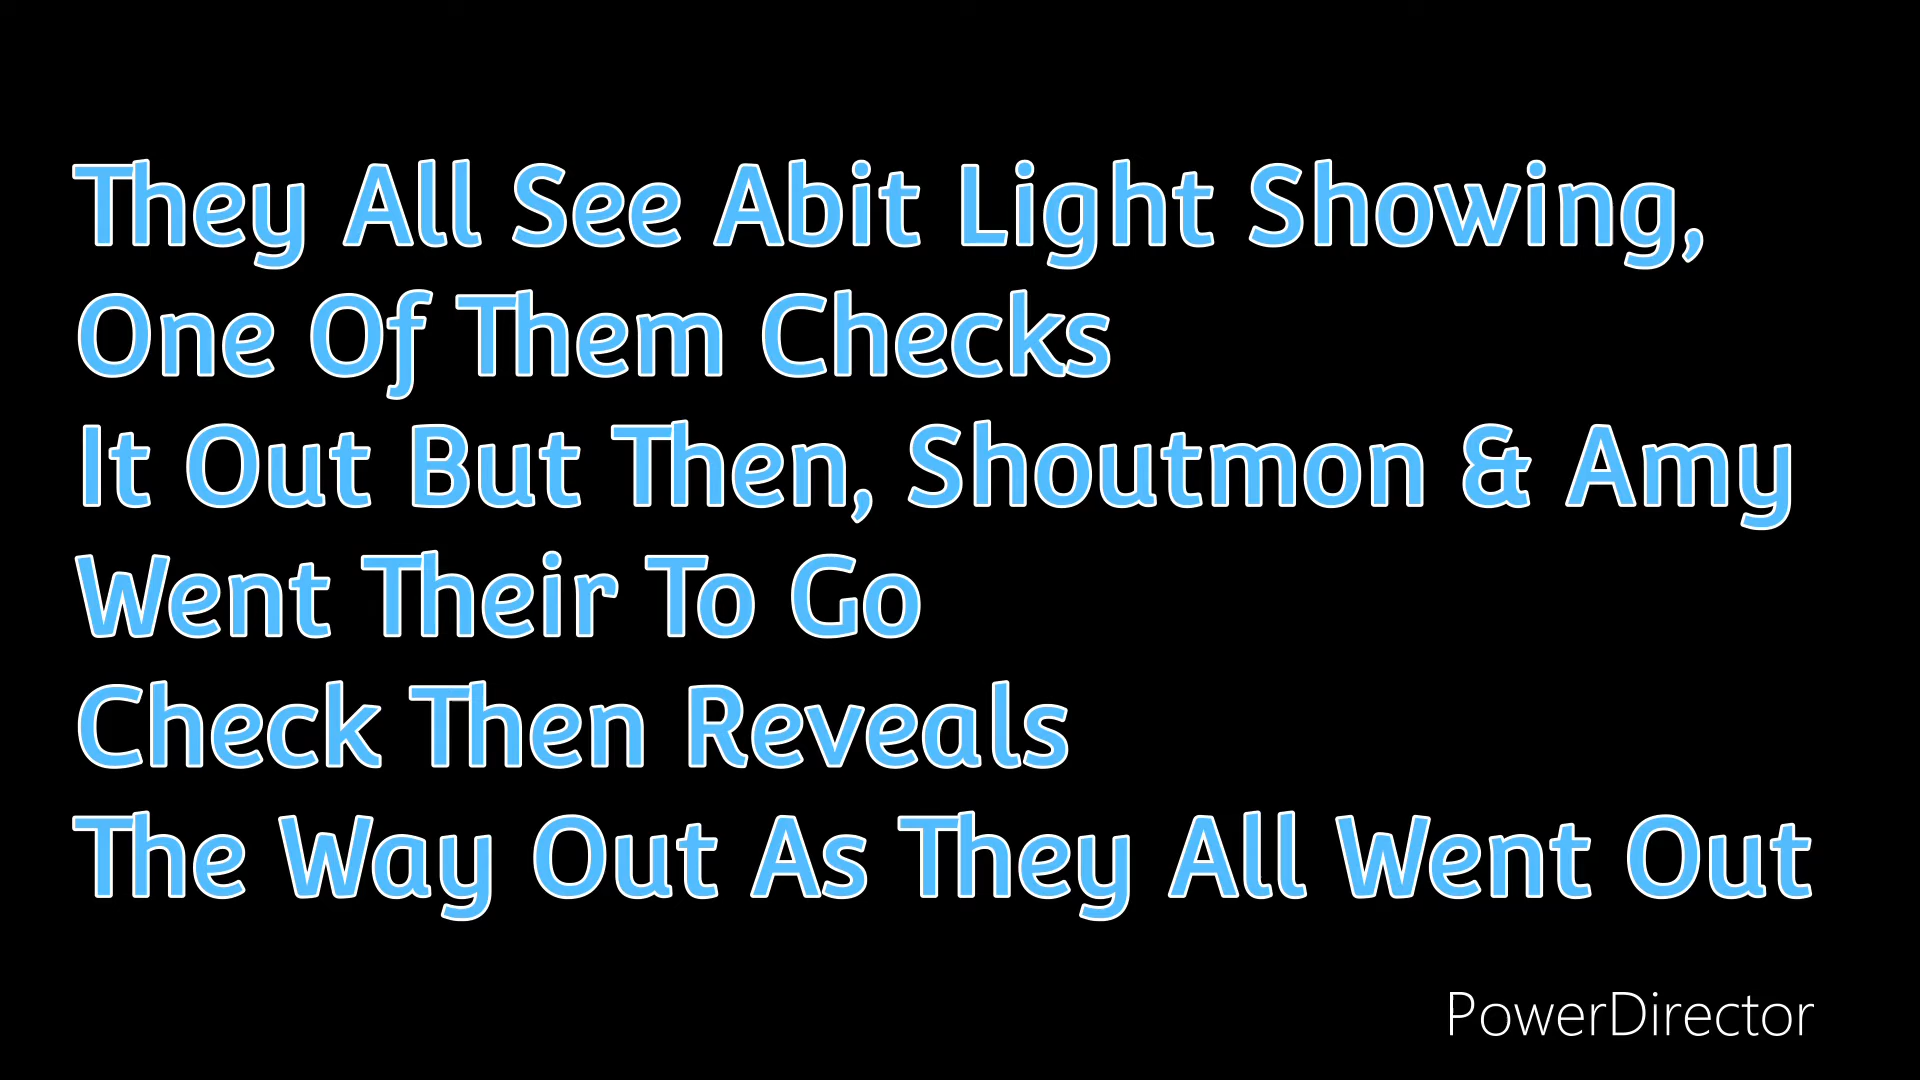 They All See Abit Light Showing,
One Of Them Checks
It Out But Then, Shoutmon & Amy
Went Their To Go
Check Then Reveals
The Way Out As They All Went Out
PowerDirector